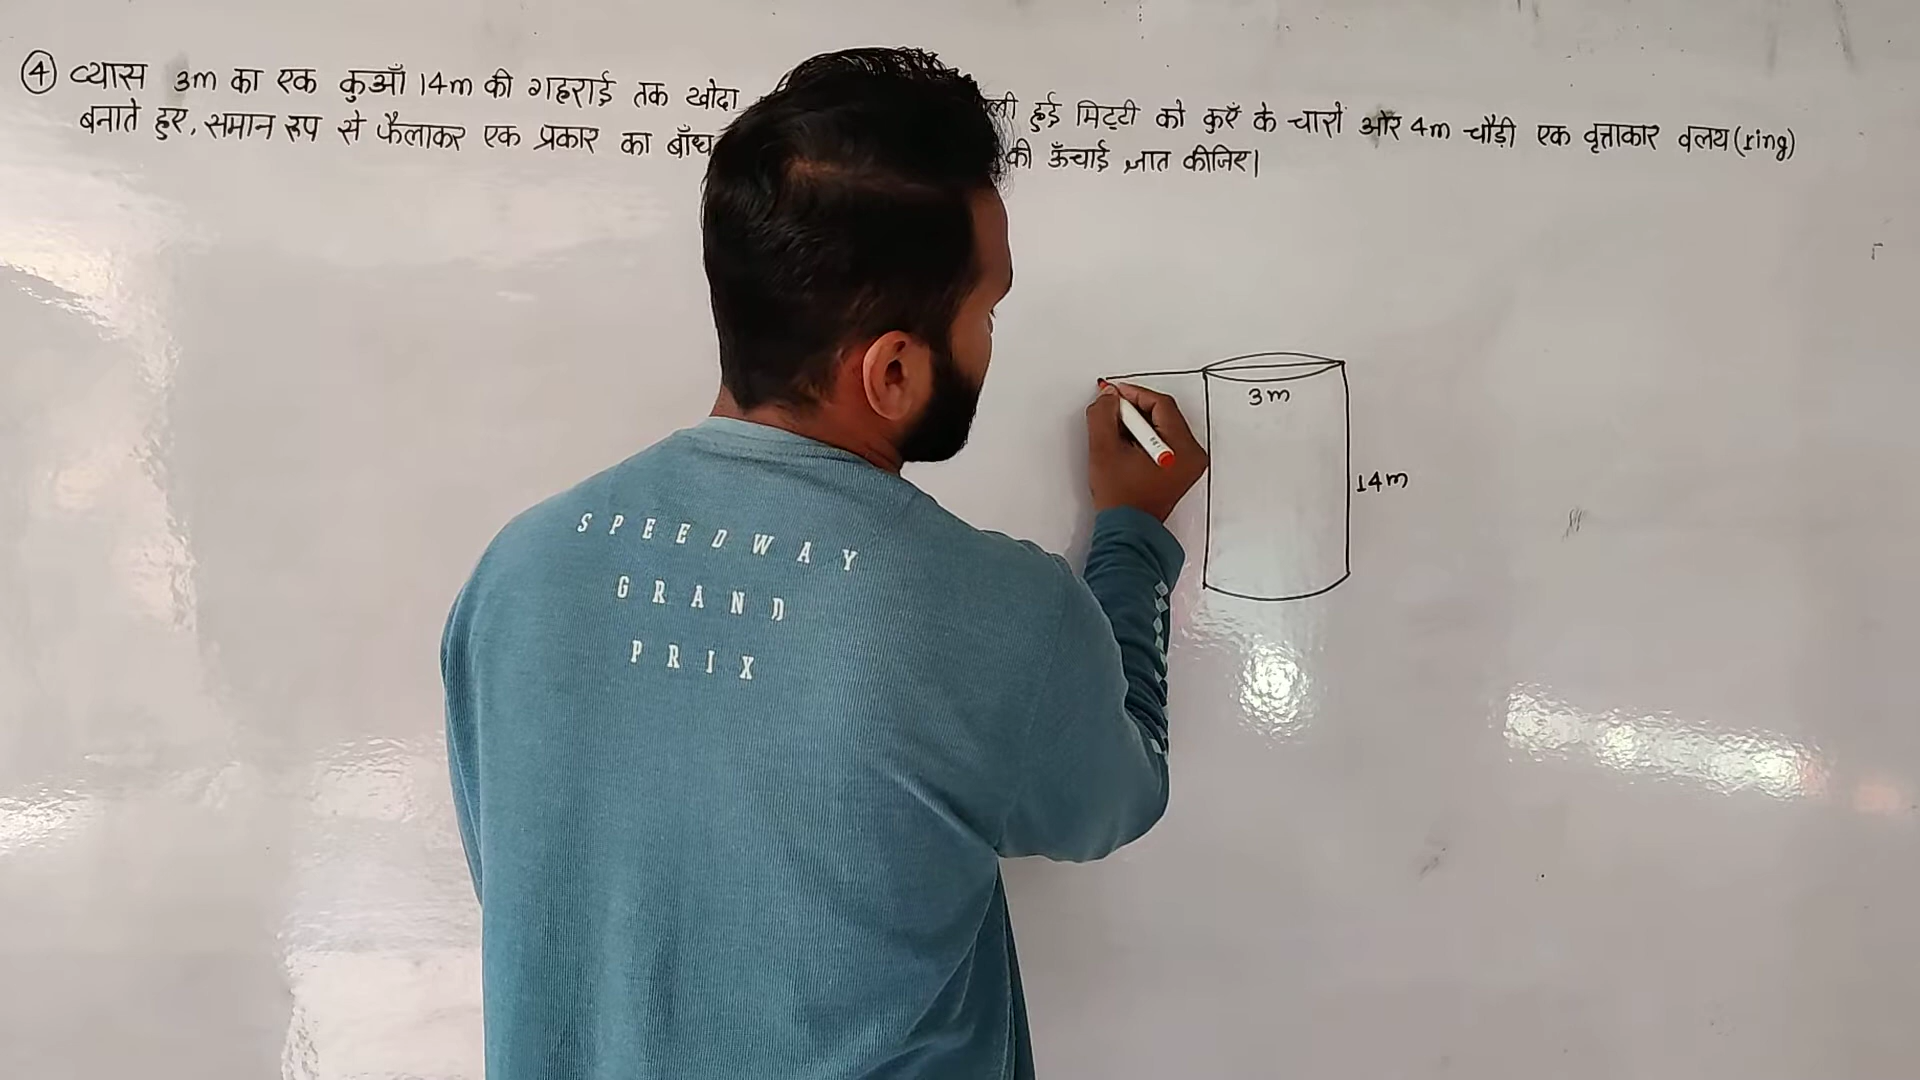 ④ व्यास 3m का एक कुआँ 14m की गहराई तक खोदा ली हुई मिट्टी को कुएँ के चारों और 4m चौड़ी एक वृत्ताकार वलय (ring)
बनाते हुए, समान रूप से फैलाकर एक प्रकार का बाँध की ऊँचाई ज्ञात कीजिए।
3m
14m
SPEEDWAY
GRAND
PRIX